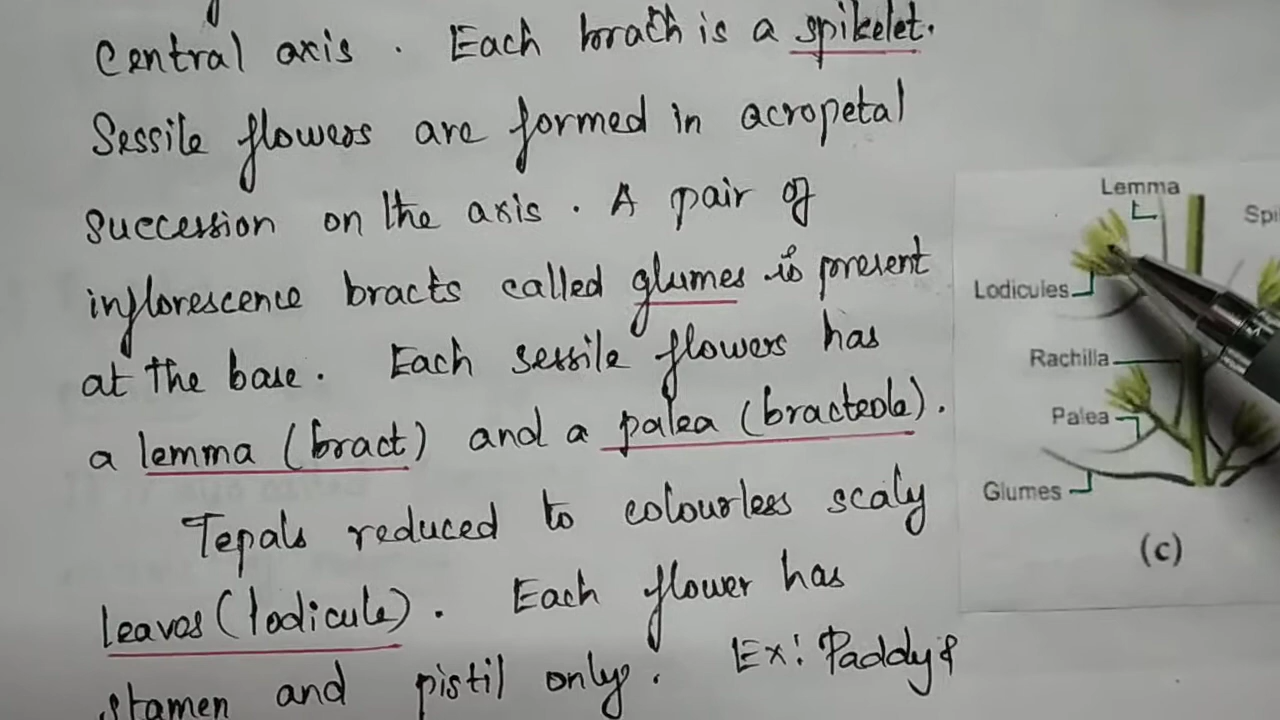 Central axis . Each brath is a spikelet.
Sessile flowers are formed in acropetal
succession on the axis . A pair of
inflorescence bracts called glumes is present
at the base . Each sessile flowers has
a lemma (bract) and a palea (bracteole).
Tepals reduced to colourless scaly
leaves (lodicule) . Each flower has
stamen and pistil only. Ex: Paddy &
Lemma
Spi
Lodicules
Rachilla
Palea
Glumes
(c)